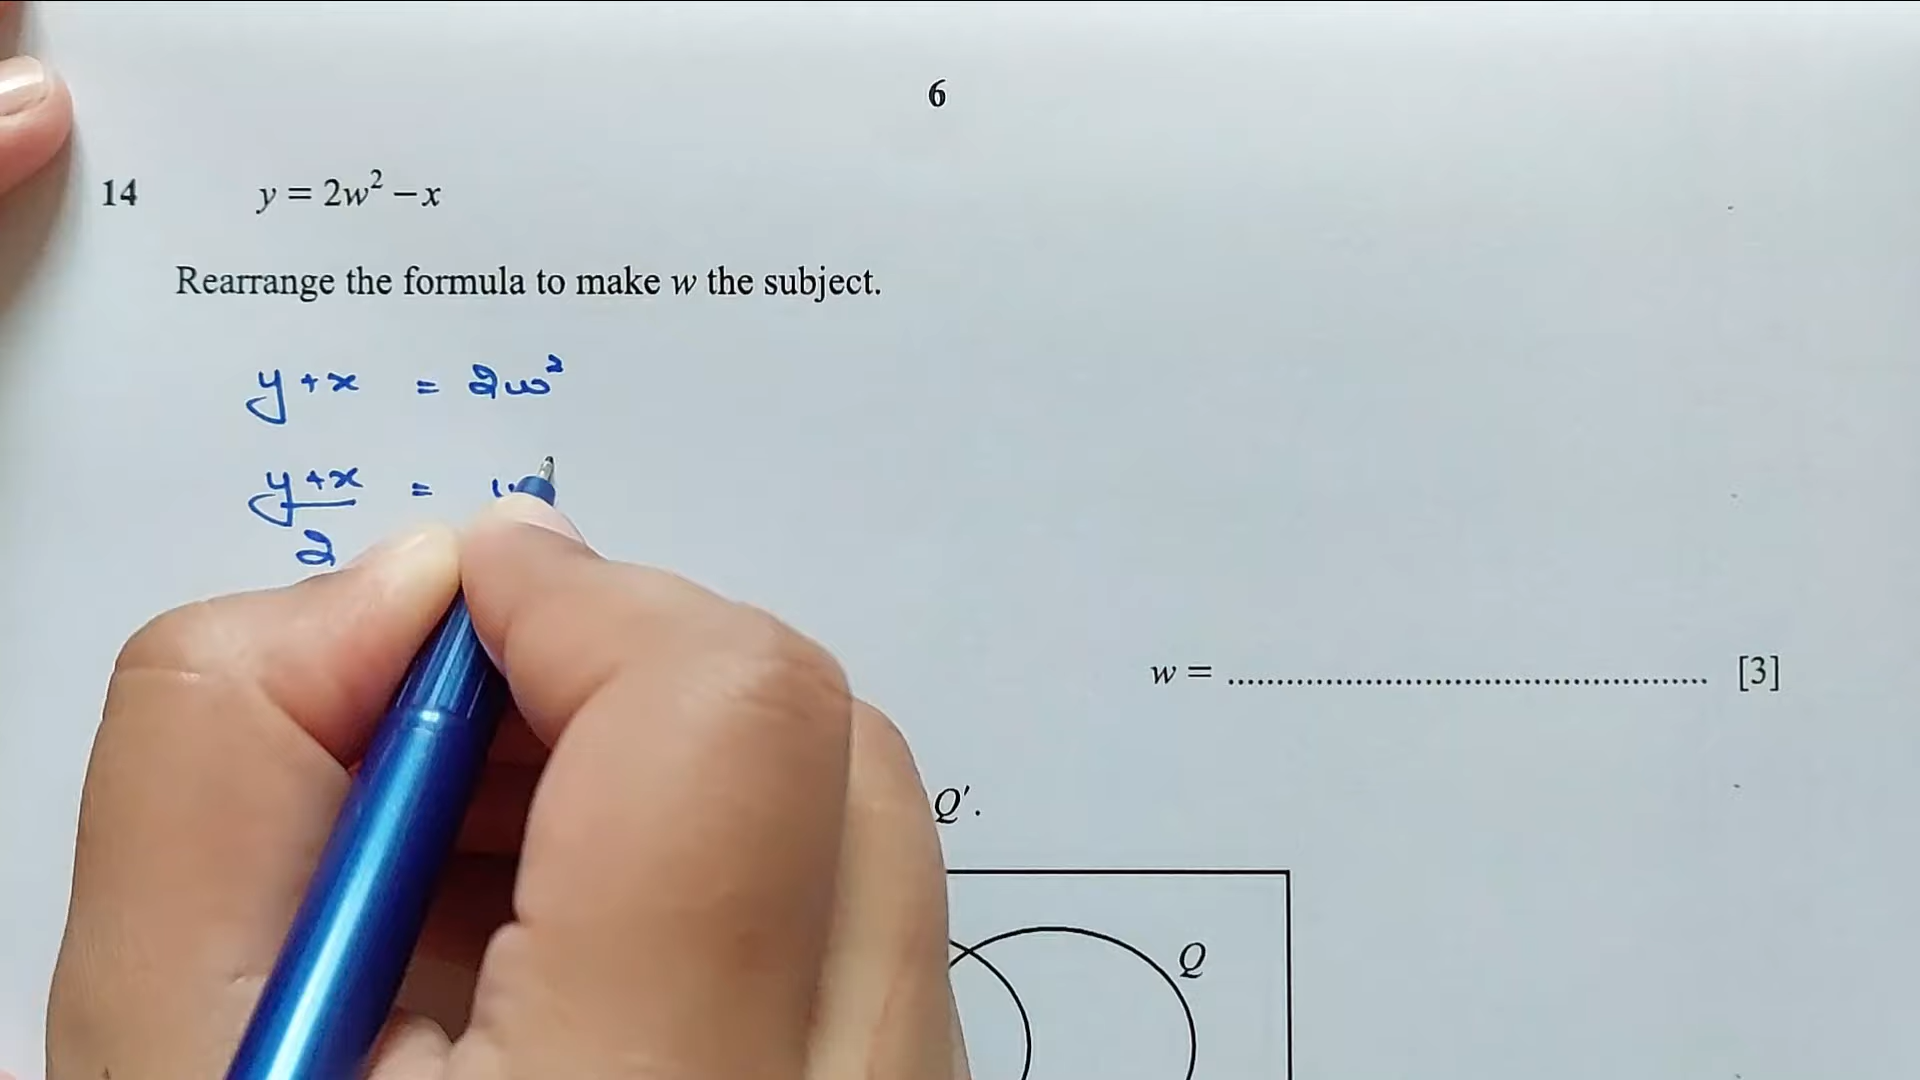 6
14 y = 2w² – x
Rearrange the formula to make w the subject.
y + x = 2w²
y + x / 2 =
w = ................................................ [3]
Q′.
Q